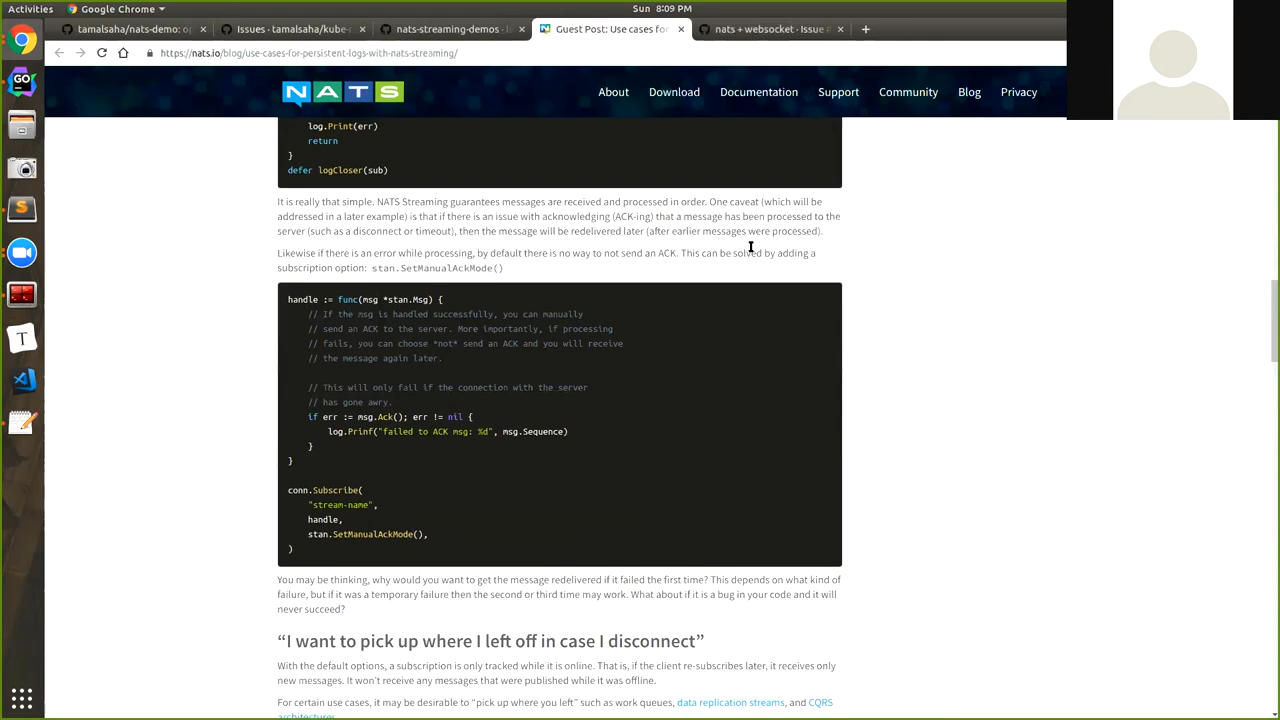 Activities
Google Chrome
Sun 8:09 PM
tamalsaha/nats-demo: op
Issues · tamalsaha/kube-
nats-streaming-demos -
Guest Post: Use cases for
nats + websocket · Issue #
https://nats.io/blog/use-cases-for-persistent-logs-with-nats-streaming/
NATS
About
Download
Documentation
Support
Community
Blog
Privacy
log.Print(err)
return
}
defer logCloser(sub)
It is really that simple. NATS Streaming guarantees messages are received and processed in order. One caveat (which will be
addressed in a later example) is that if there is an issue with acknowledging (ACK-ing) that a message has been processed to the
server (such as a disconnect or timeout), then the message will be redelivered later (after earlier messages were processed).
Likewise if there is an error while processing, by default there is no way to not send an ACK. This can be solved by adding a
subscription option: stan.SetManualAckMode()
handle := func(msg *stan.Msg) {
// If the msg is handled successfully, you can manually
// send an ACK to the server. More importantly, if processing
// fails, you can choose *not* send an ACK and you will receive
// the message again later.
// This will only fail if the connection with the server
// has gone awry.
if err := msg.Ack(); err != nil {
log.Prinf("failed to ACK msg: %d", msg.Sequence)
}
}
conn.Subscribe(
"stream-name",
handle,
stan.SetManualAckMode(),
)
You may be thinking, why would you want to get the message redelivered if it failed the first time? This depends on what kind of
failure, but if it was a temporary failure then the second or third time may work. What about if it is a bug in your code and it will
never succeed?
“I want to pick up where I left off in case I disconnect”
With the default options, a subscription is only tracked while it is online. That is, if the client re-subscribes later, it receives only
new messages. It won't receive any messages that were published while it was offline.
For certain use cases, it may be desirable to “pick up where you left” such as work queues, data replication streams, and CQRS
architectures